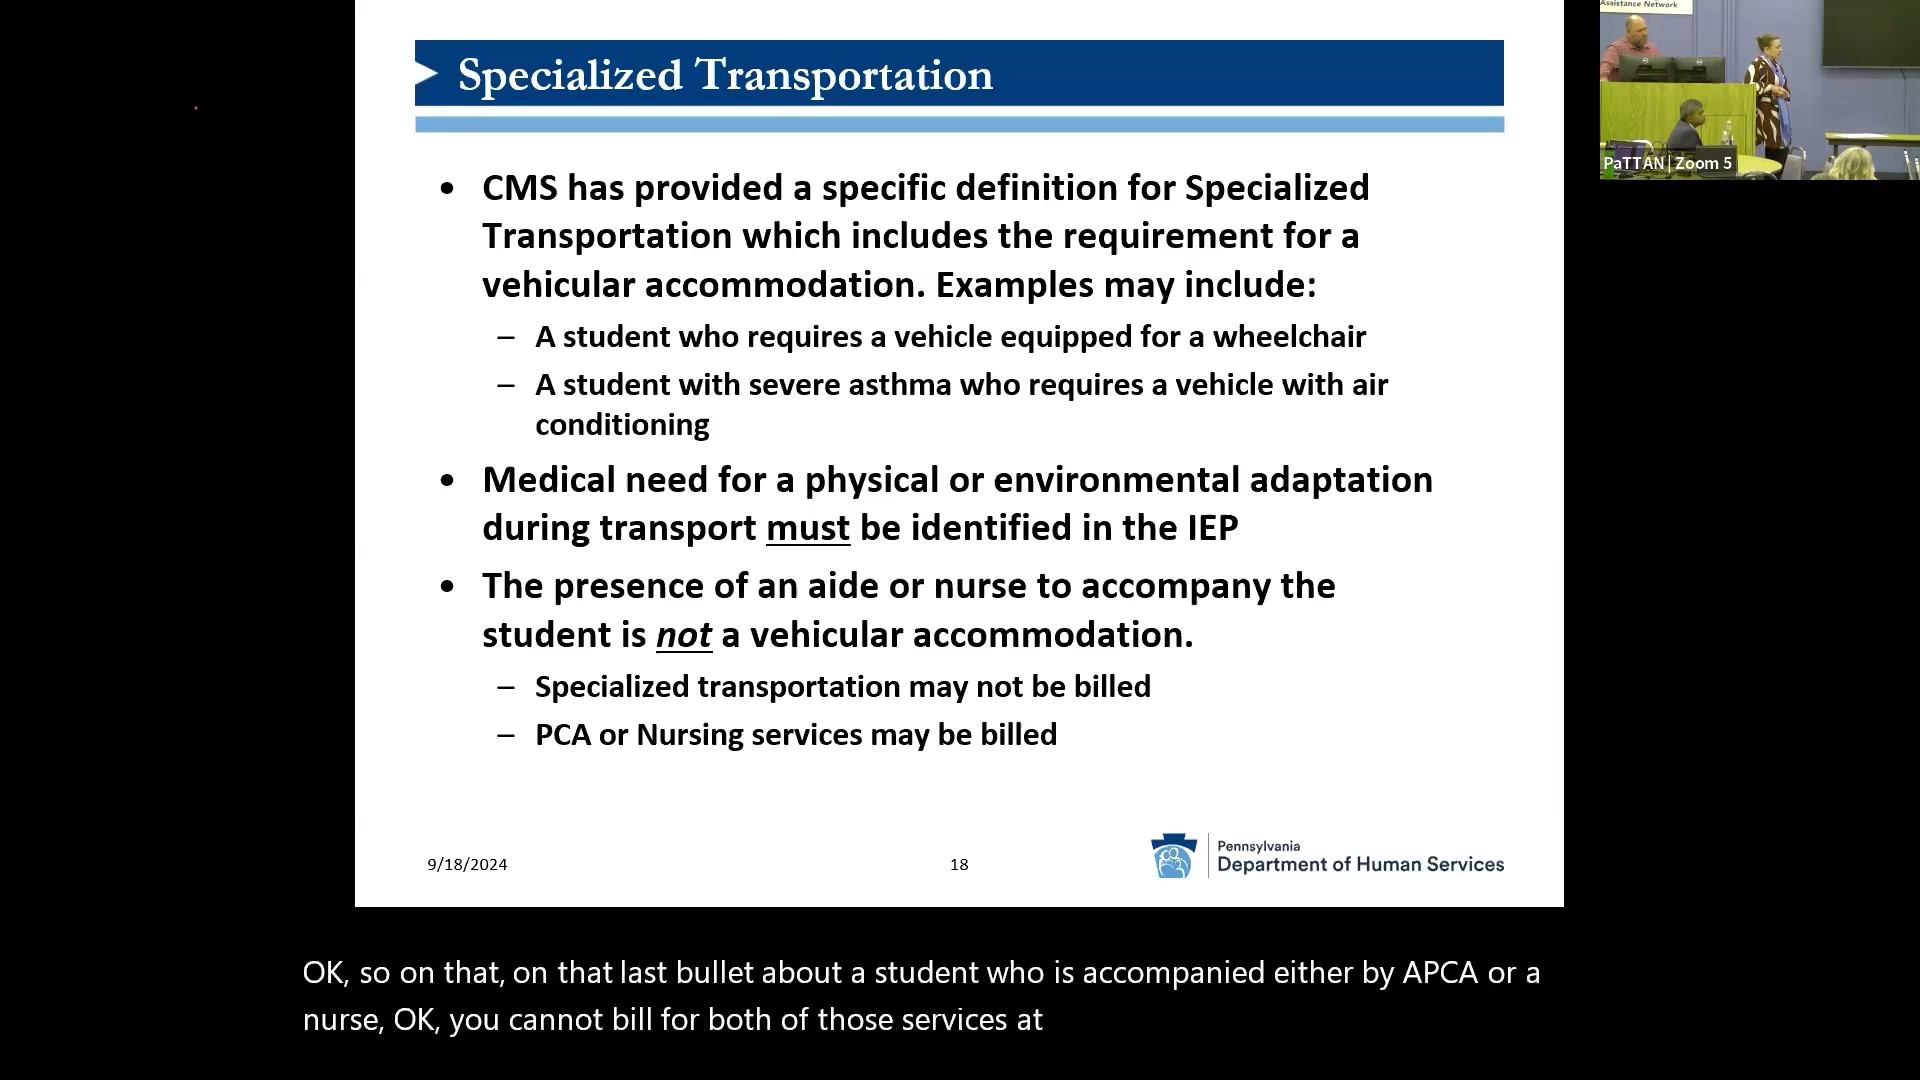 Specialized Transportation
Assistance Network
PaTTAN | Zoom 5
• CMS has provided a specific definition for Specialized
Transportation which includes the requirement for a
vehicular accommodation. Examples may include:
– A student who requires a vehicle equipped for a wheelchair
– A student with severe asthma who requires a vehicle with air
conditioning
• Medical need for a physical or environmental adaptation
during transport must be identified in the IEP
• The presence of an aide or nurse to accompany the
student is not a vehicular accommodation.
– Specialized transportation may not be billed
– PCA or Nursing services may be billed
9/18/2024
18
Pennsylvania
Department of Human Services
OK, so on that, on that last bullet about a student who is accompanied either by APCA or a
nurse, OK, you cannot bill for both of those services at